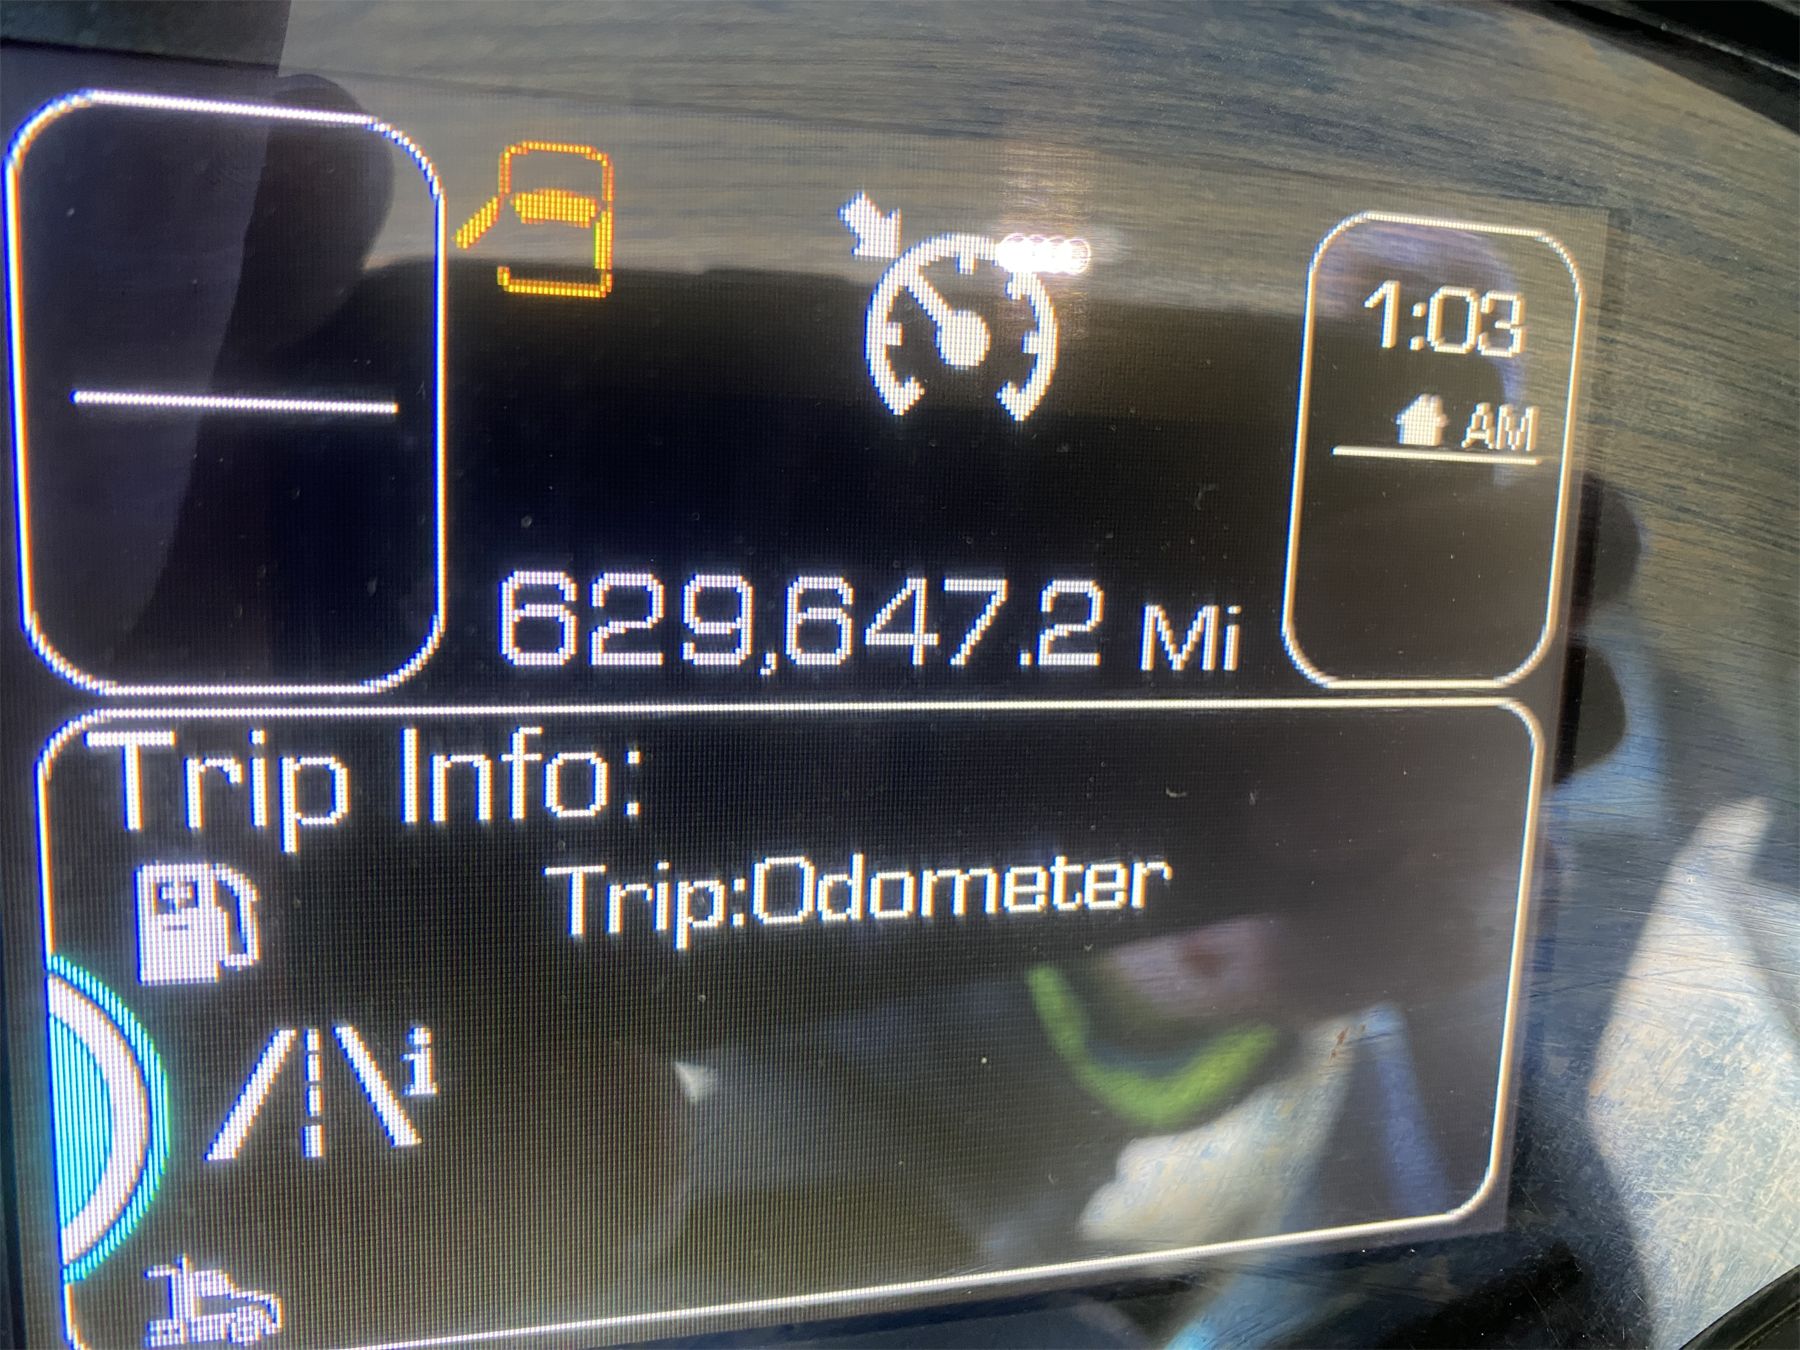 1:03
AM
629,647.2 Mi
Trip Info:
Trip:Odometer
i